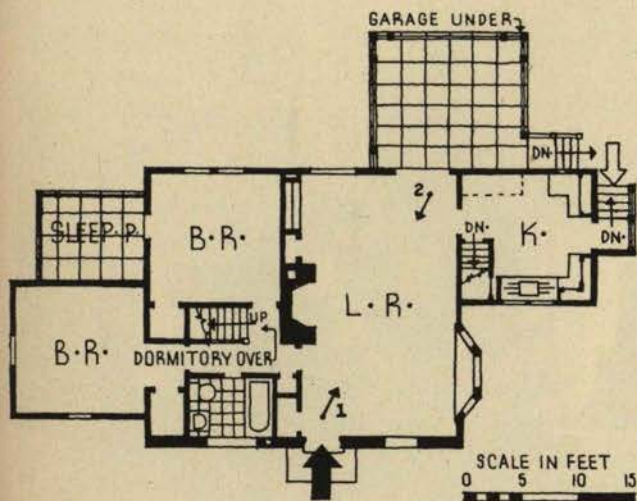 GARAGE UNDER
DN.
2
SLEEP. P.
B.R.
DN.
K.
DN.
L.R.
UP
B.R.
DORMITORY OVER
1
SCALE IN FEET
0 5 10 15